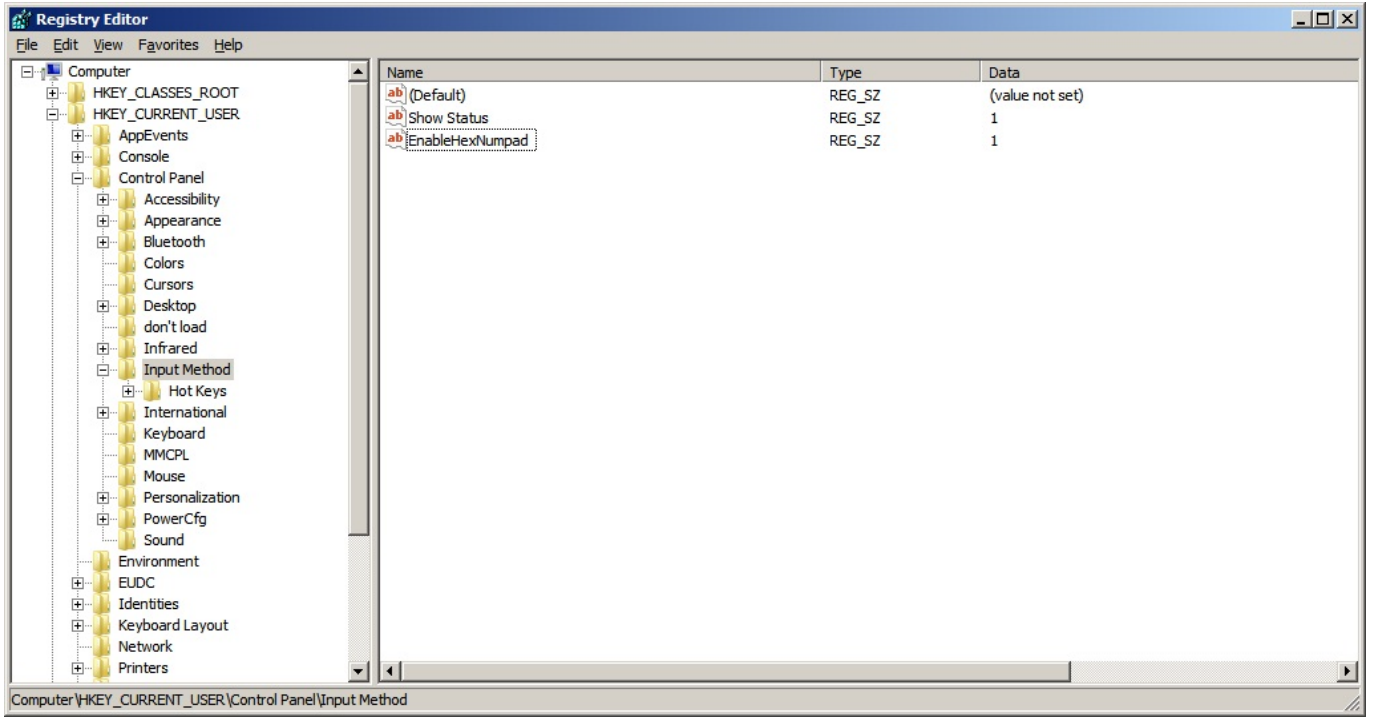 Registry Editor
File Edit View Favorites Help
Computer
HKEY_CLASSES_ROOT
HKEY_CURRENT_USER
AppEvents
Console
Control Panel
Accessibility
Appearance
Bluetooth
Colors
Cursors
Desktop
don't load
Infrared
Input Method
Hot Keys
International
Keyboard
MMCPL
Mouse
Personalization
PowerCfg
Sound
Environment
EUDC
Identities
Keyboard Layout
Network
Printers
Name Type Data
ab (Default) REG_SZ (value not set)
ab Show Status REG_SZ 1
ab EnableHexNumpad REG_SZ 1
Computer\HKEY_CURRENT_USER\Control Panel\Input Method